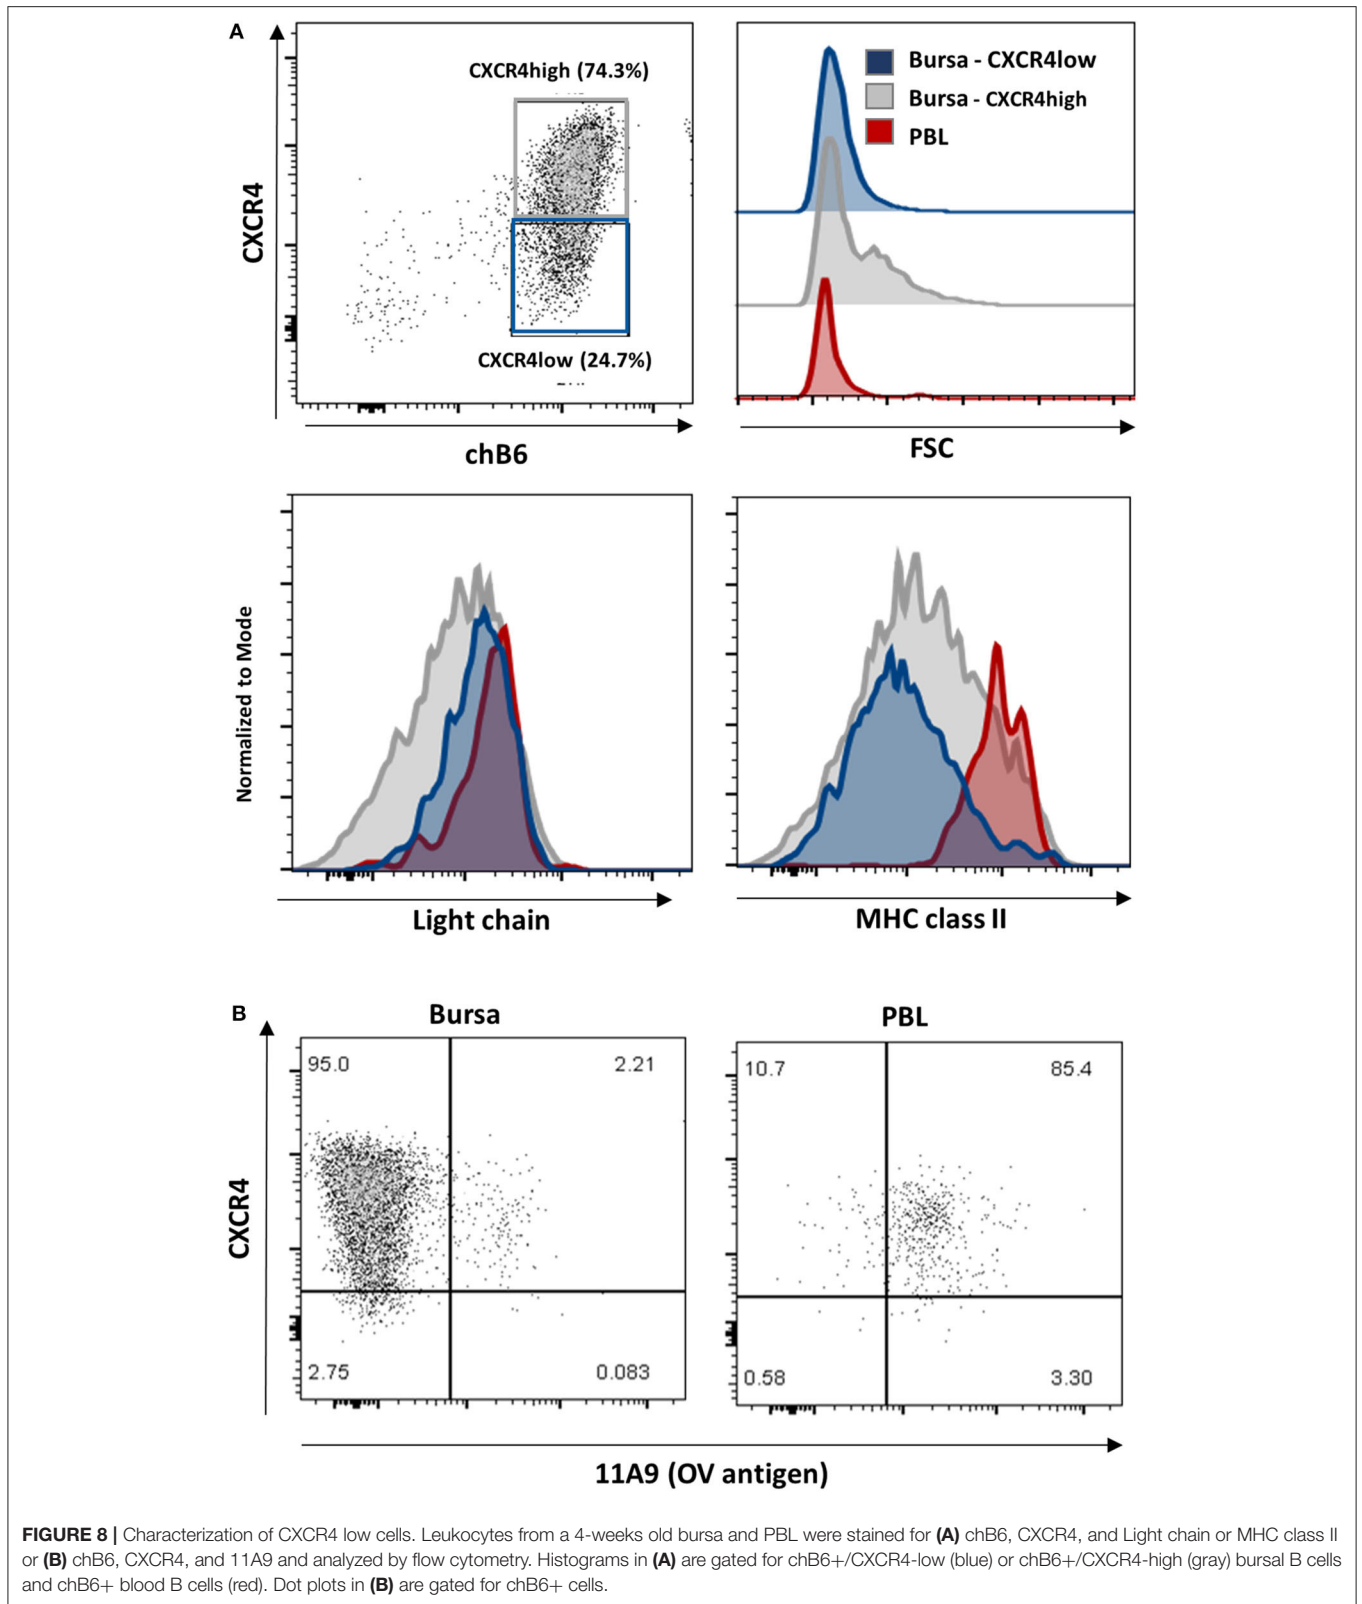 A
CXCR4high (74.3%)
CXCR4
CXCR4low (24.7%)
chB6
Bursa - CXCR4low
Bursa - CXCR4high
PBL
FSC
Normalized to Mode
Light chain
MHC class II
B
Bursa
PBL
95.0
2.21
10.7
85.4
CXCR4
2.75
0.083
0.58
3.30
11A9 (OV antigen)
FIGURE 8 | Characterization of CXCR4 low cells. Leukocytes from a 4-weeks old bursa and PBL were stained for (A) chB6, CXCR4, and Light chain or MHC class II
or (B) chB6, CXCR4, and 11A9 and analyzed by flow cytometry. Histograms in (A) are gated for chB6+/CXCR4-low (blue) or chB6+/CXCR4-high (gray) bursal B cells
and chB6+ blood B cells (red). Dot plots in (B) are gated for chB6+ cells.